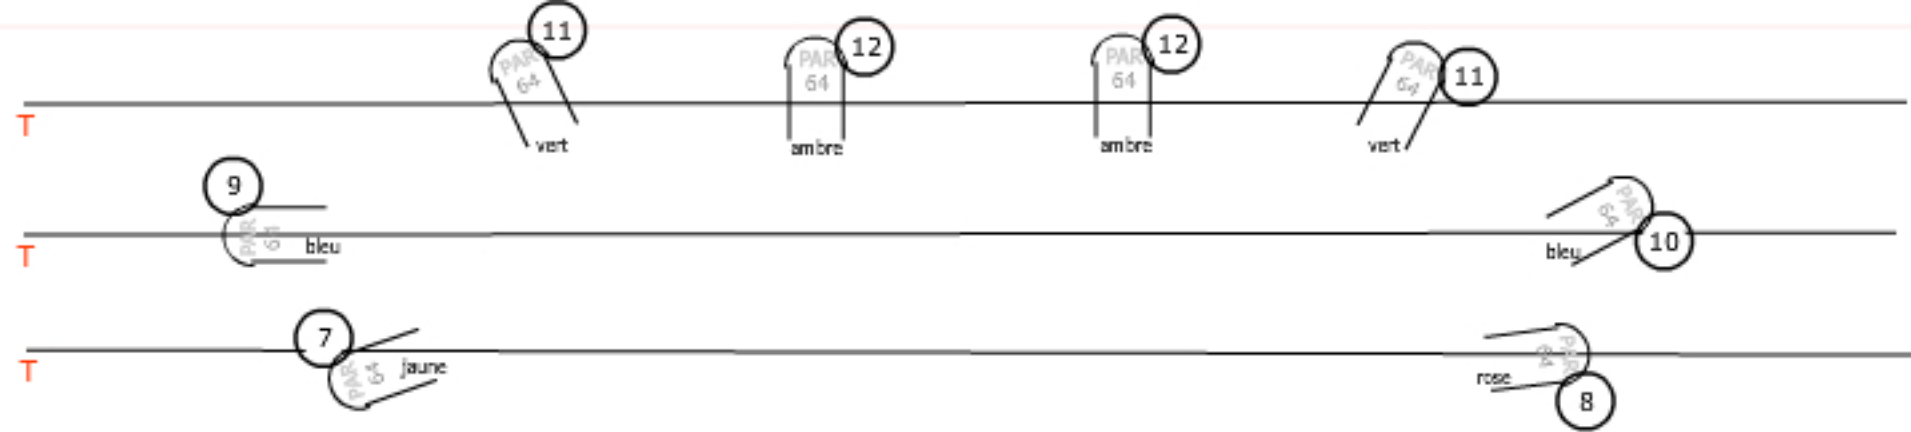 11 12 12 11
PAR 64 PAR 64 PAR 64 PAR 64
T
vert ambre ambre vert
9
PAR 64 bleu PAR 64
T bleu 10
7
PAR 64 jaune PAR 64
T rose
8